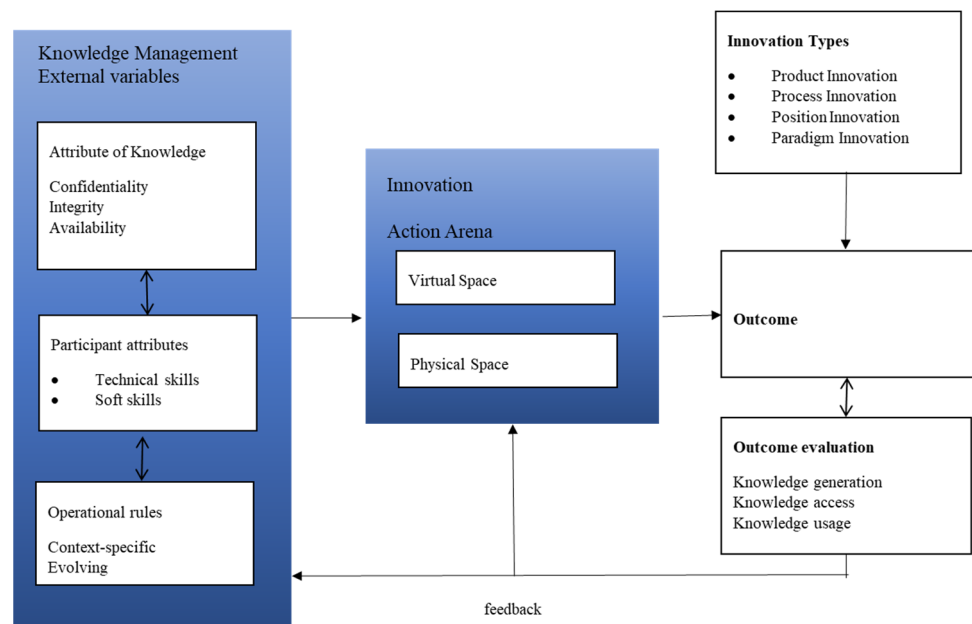 Knowledge Management
External variables
Attribute of Knowledge
Confidentiality
Integrity
Availability
Participant attributes
● Technical skills
● Soft skills
Operational rules
Context-specific
Evolving
Innovation
Action Arena
Virtual Space
Physical Space
Innovation Types
● Product Innovation
● Process Innovation
● Position Innovation
● Paradigm Innovation
Outcome
Outcome evaluation
Knowledge generation
Knowledge access
Knowledge usage
feedback